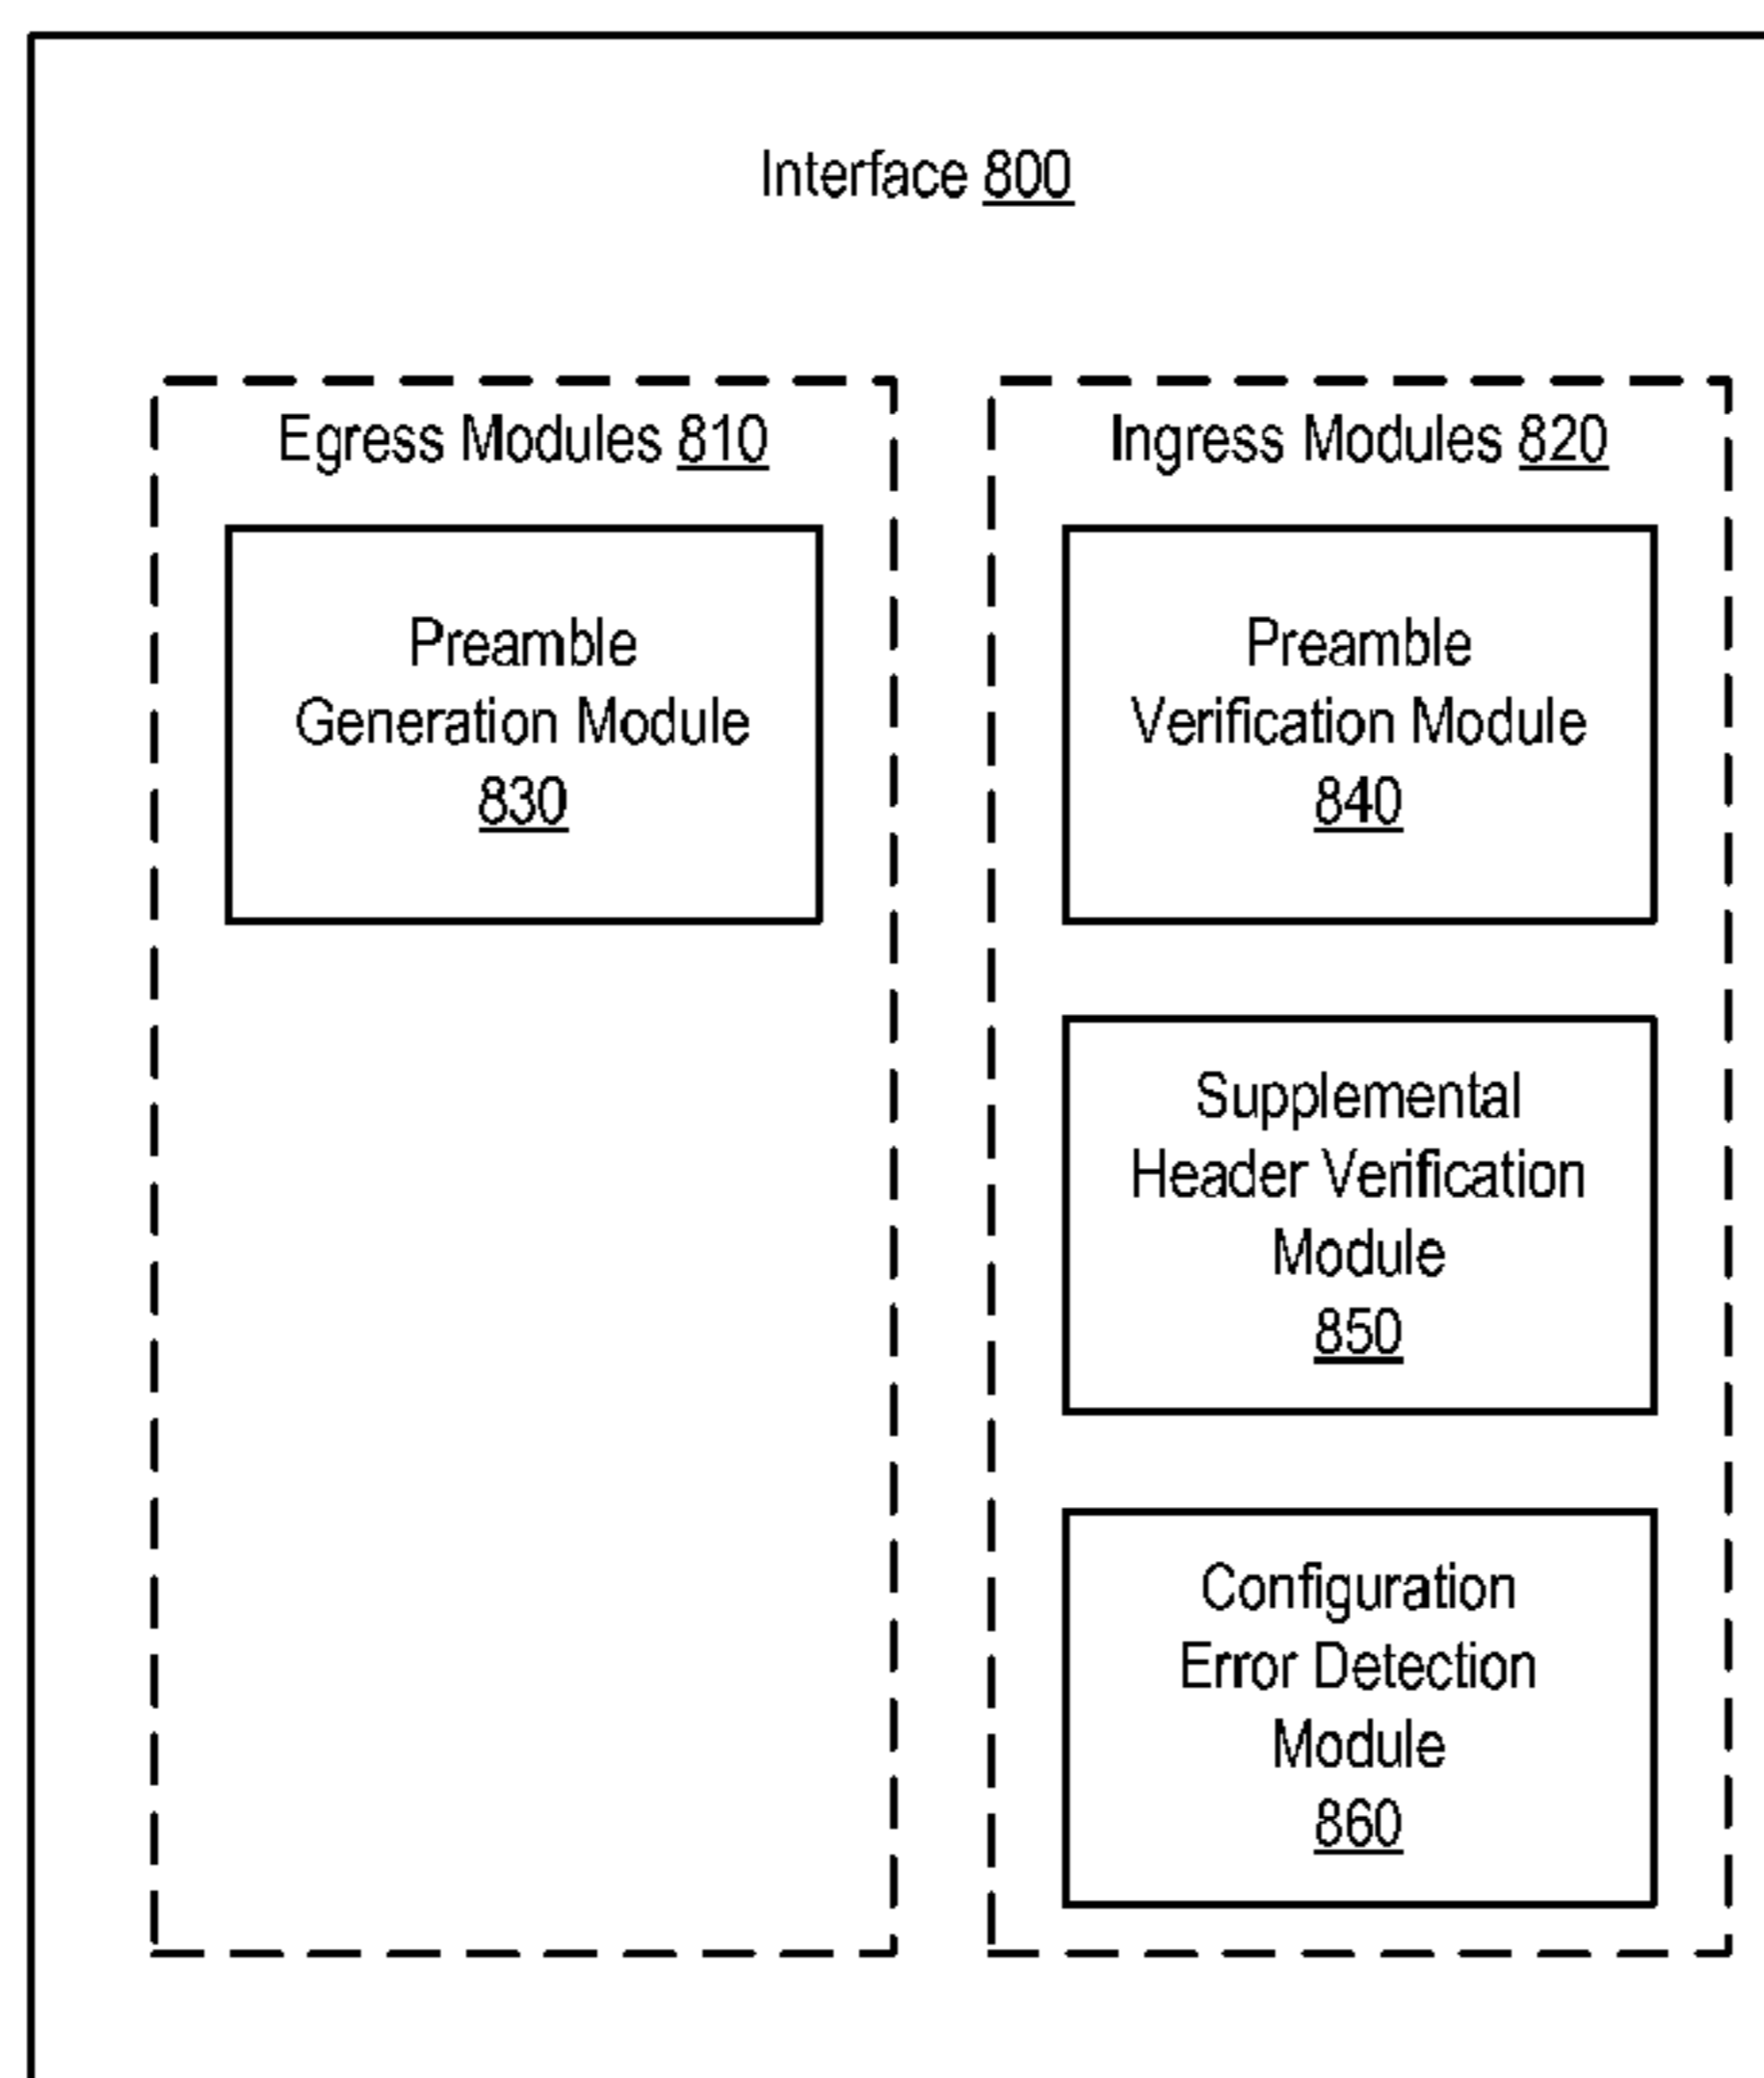 Interface 800
Egress Modules 810
Preamble
Generation Module
830
Ingress Modules 820
Preamble
Verification Module
840
Supplemental
Header Verification
Module
850
Configuration
Error Detection
Module
860